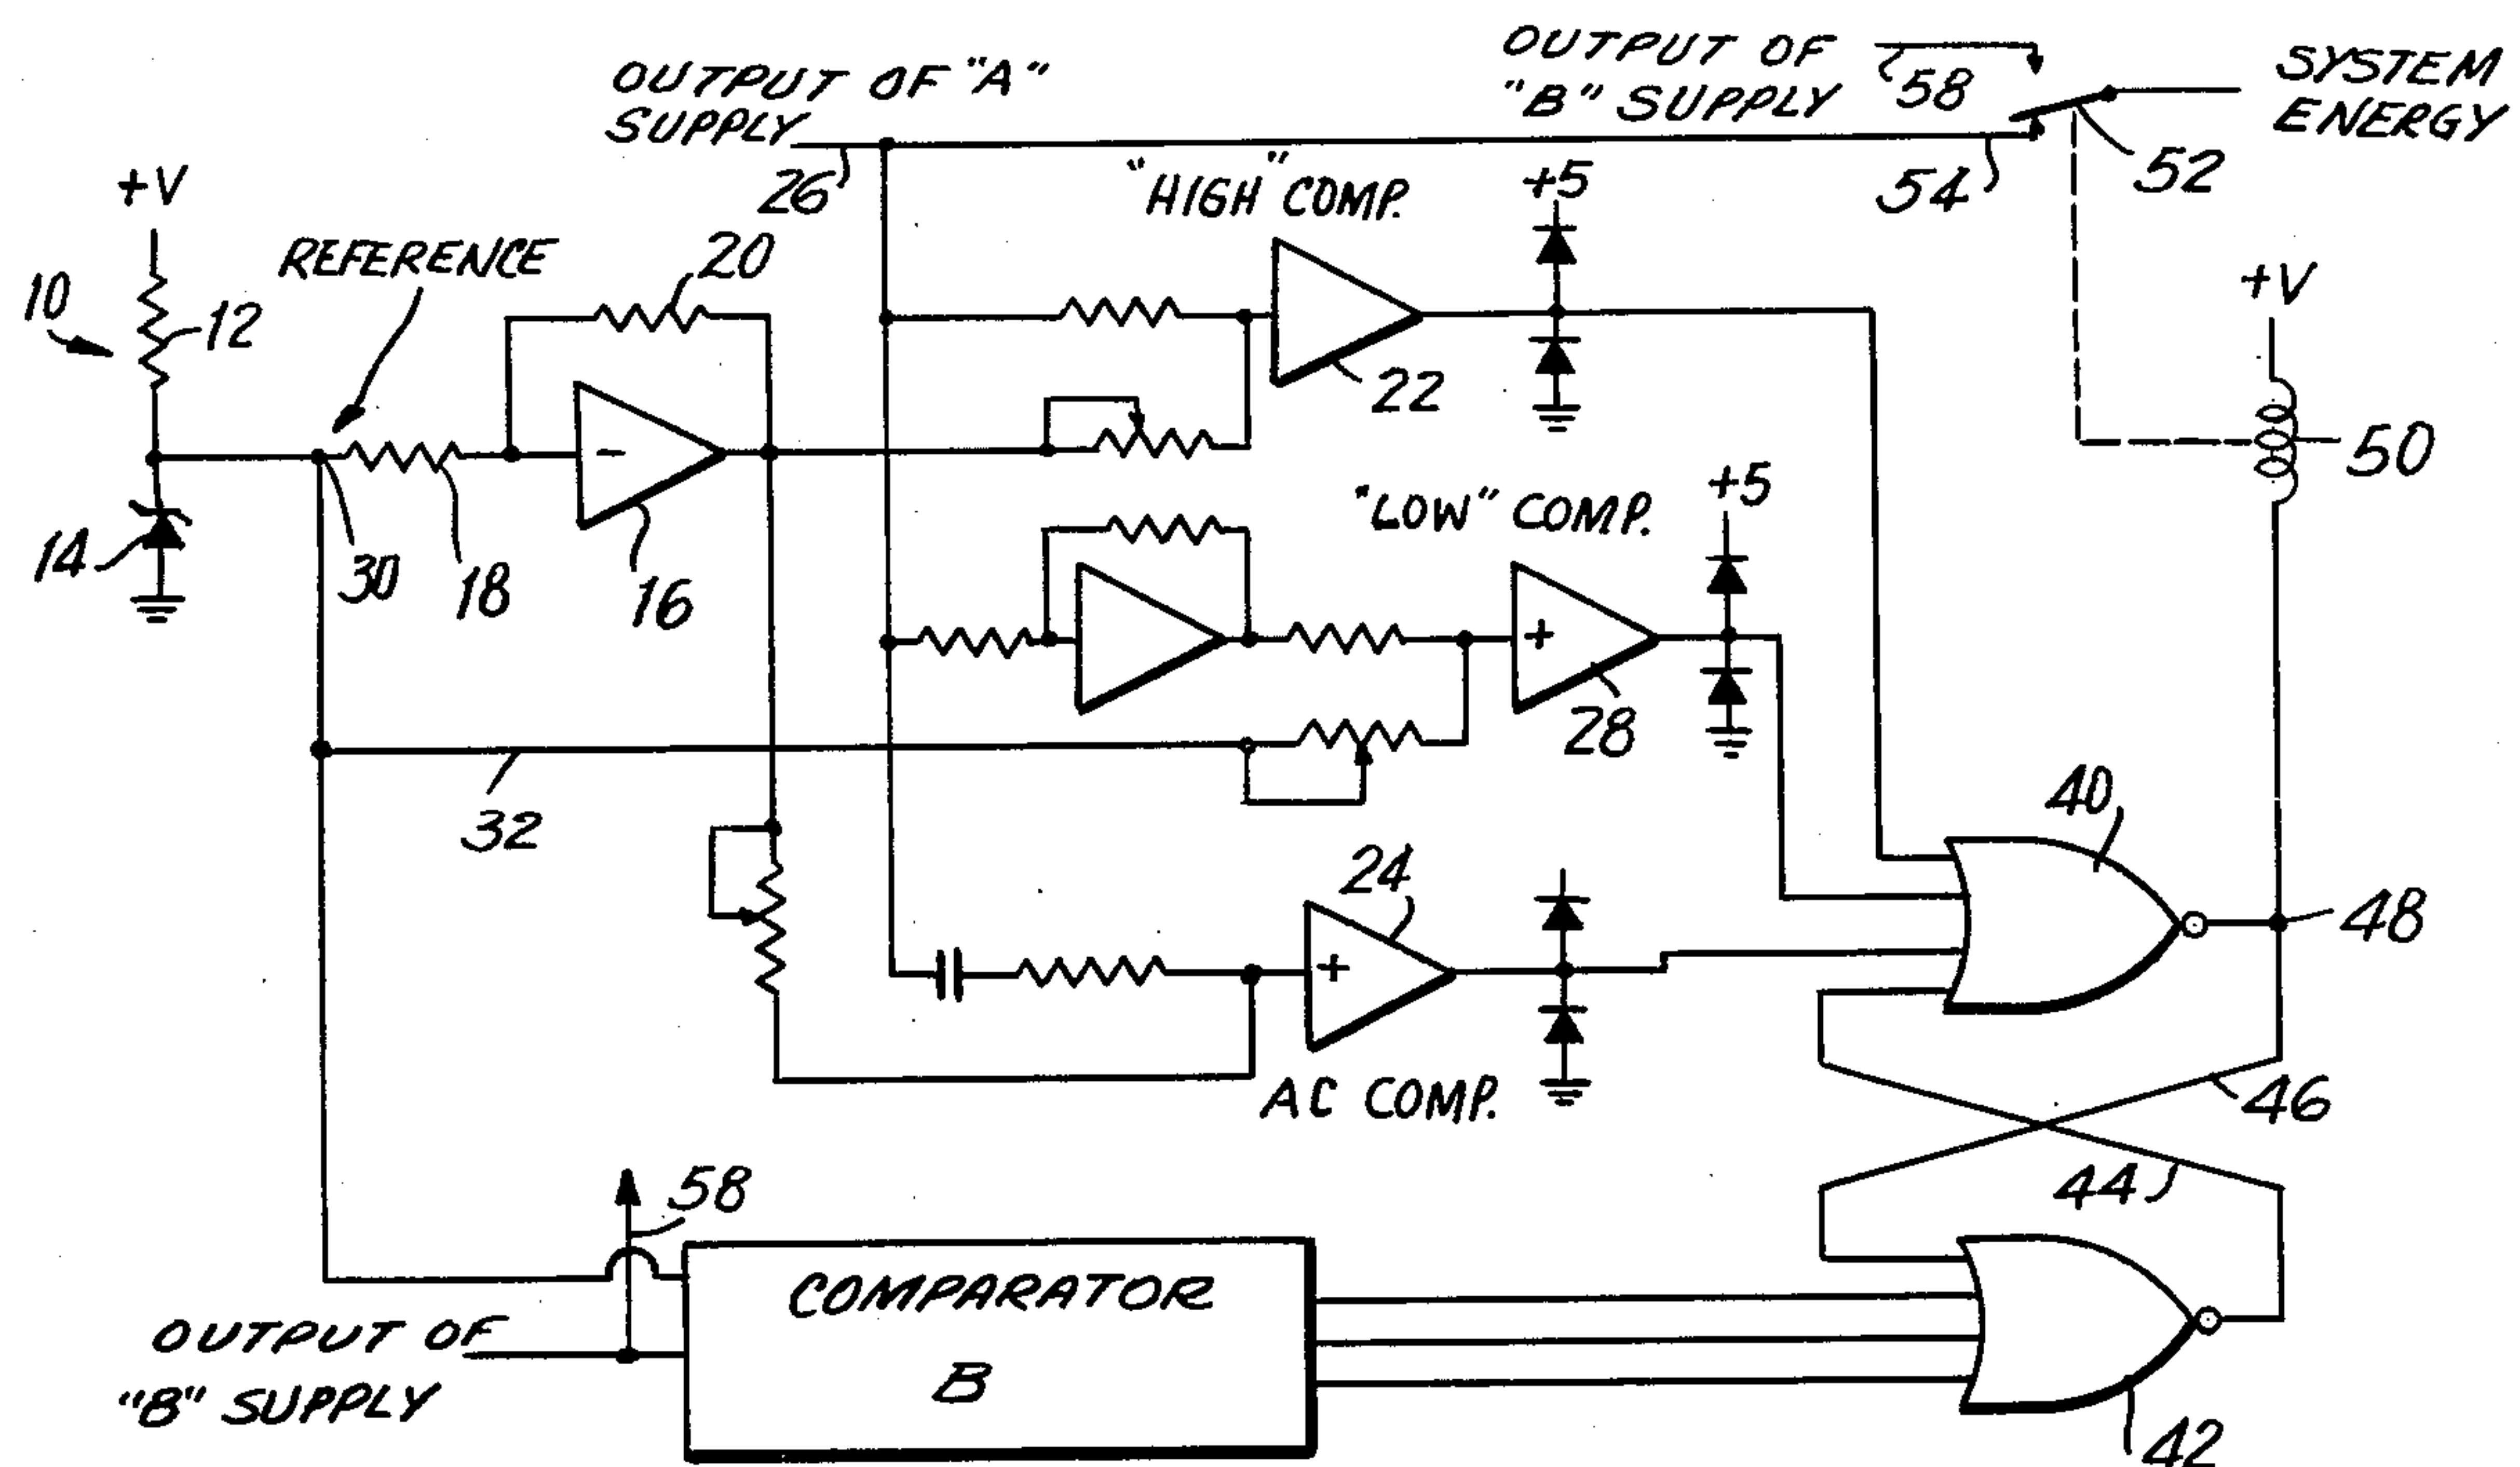 OUTPUT OF "A"
SUPPLY
26
OUTPUT OF
"B" SUPPLY
58
SYSTEM
ENERGY
54
52
+V
10
12
REFERENCE
20
"HIGH" COMP.
+5
22
+V
50
14
30
18
16
"LOW" COMP.
+5
-
+
28
32
40
24
+
48
AC COMP.
46
44
58
COMPARATOR
B
OUTPUT OF
"B" SUPPLY
42